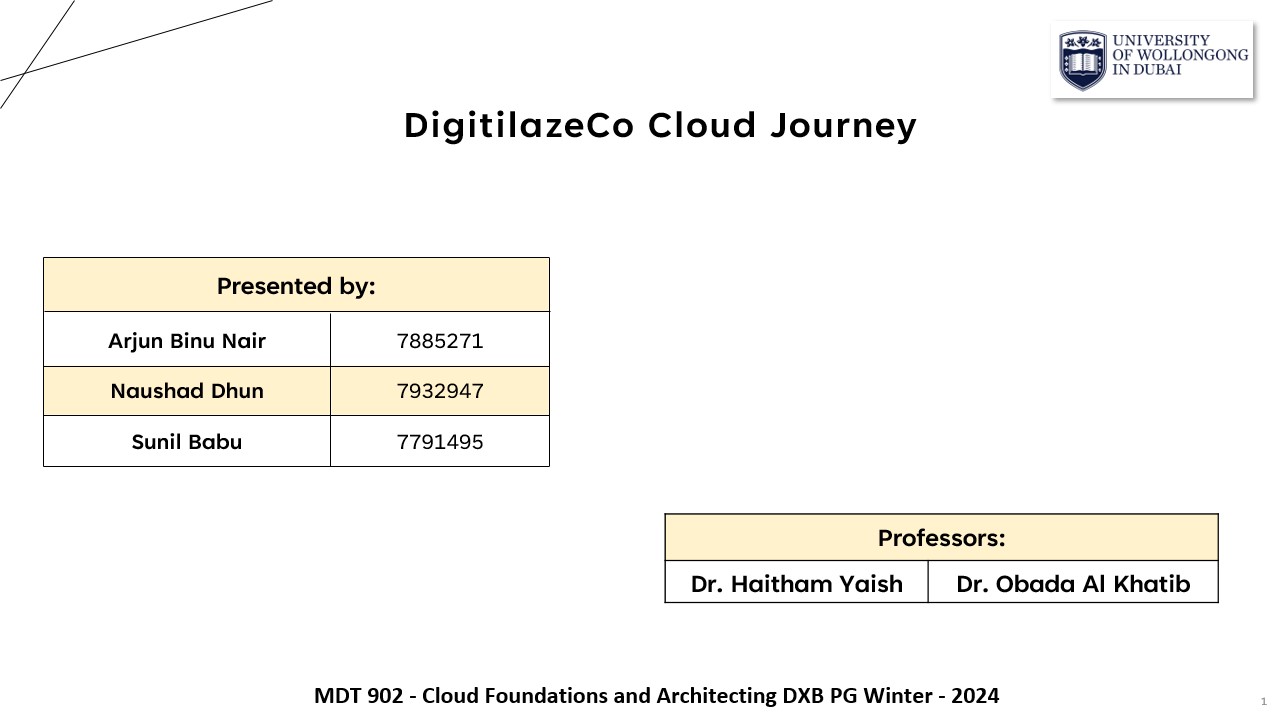 UNIVERSITY
OF WOLLONGONG
IN DUBAI
DigitilazeCo Cloud Journey
Presented by:
Arjun Binu Nair 7885271
Naushad Dhun 7932947
Sunil Babu 7791495
Professors:
Dr. Haitham Yaish Dr. Obada Al Khatib
MDT 902 - Cloud Foundations and Architecting DXB PG Winter - 2024
1